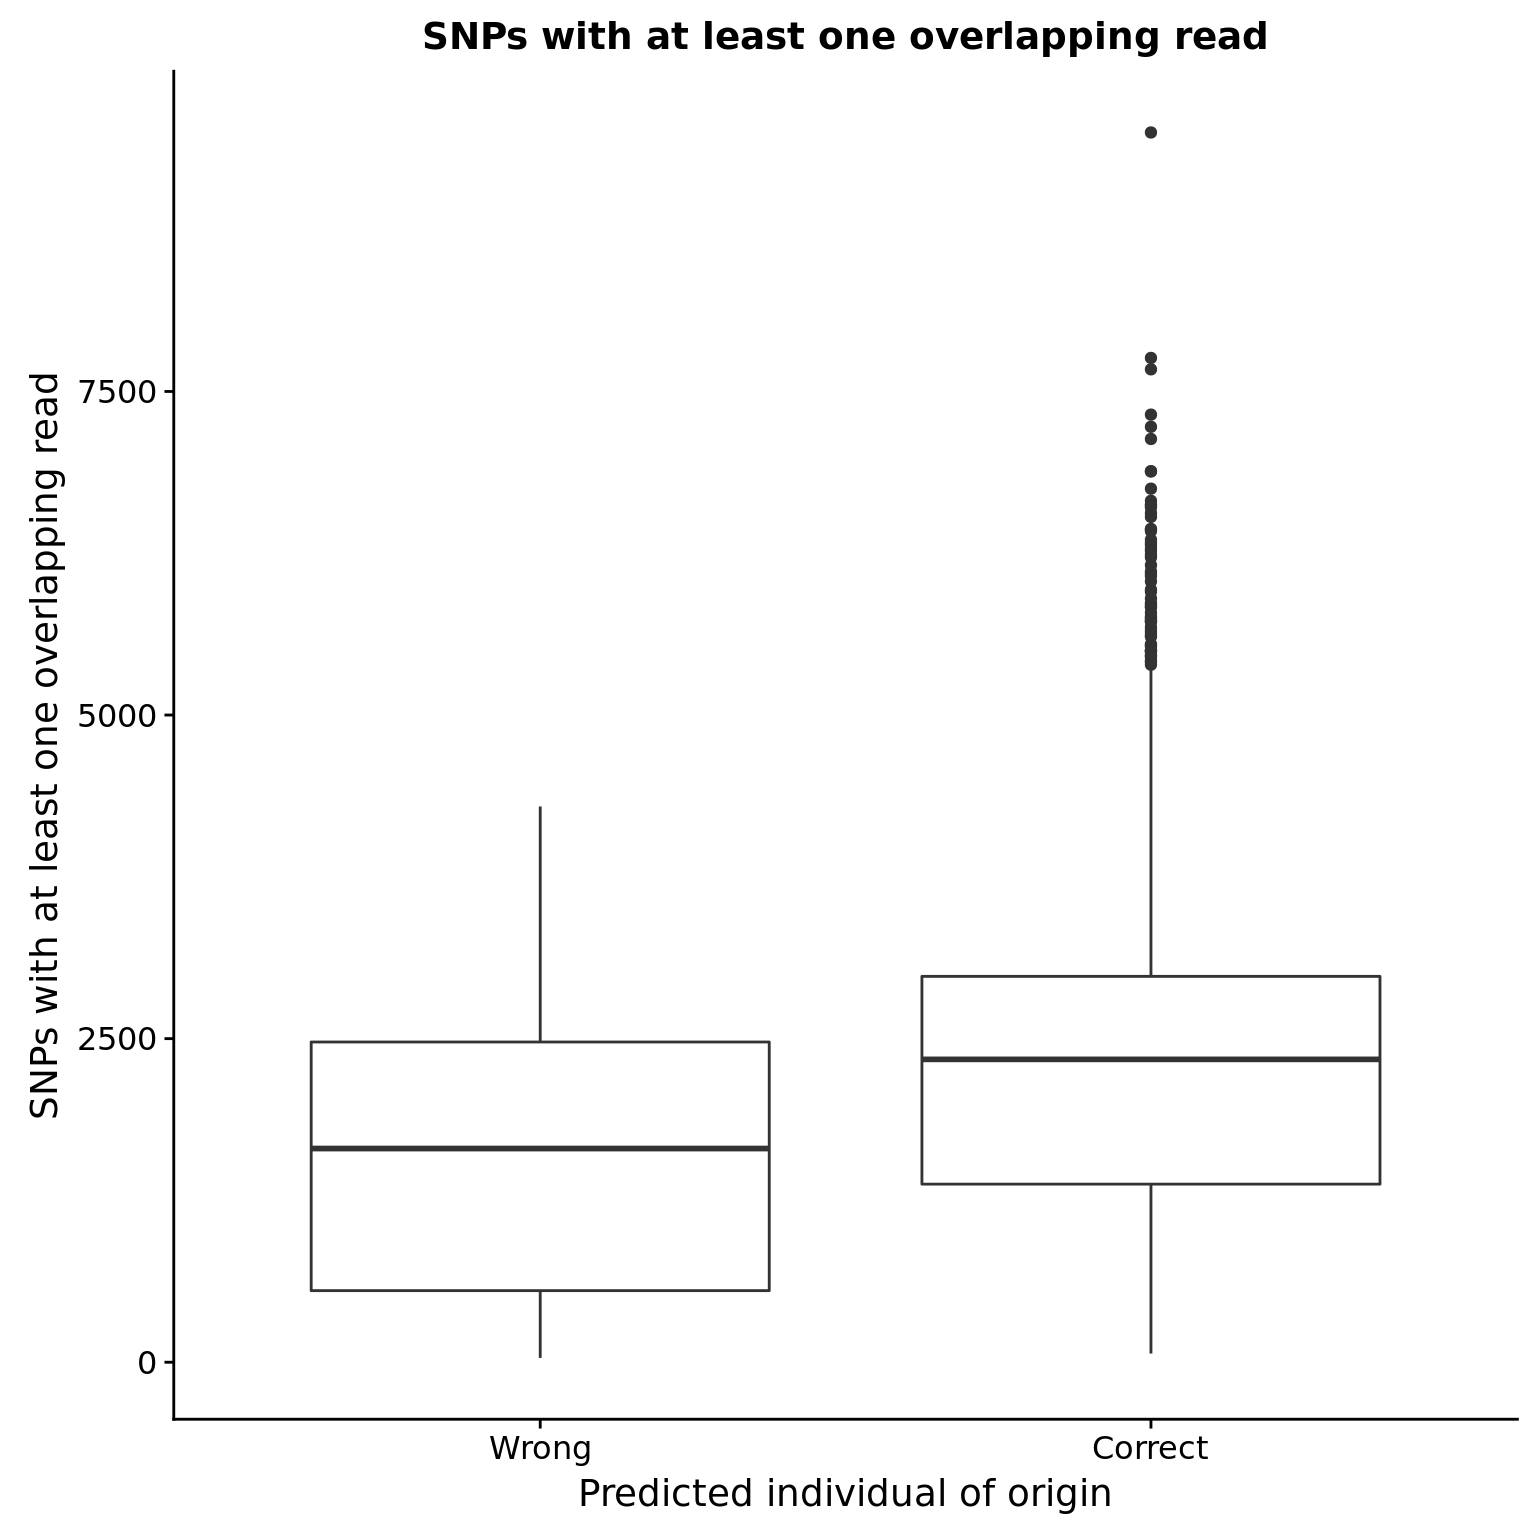 SNPs with at least one overlapping read
SNPs with at least one overlapping read
7500
5000
2500
0
Wrong
Correct
Predicted individual of origin